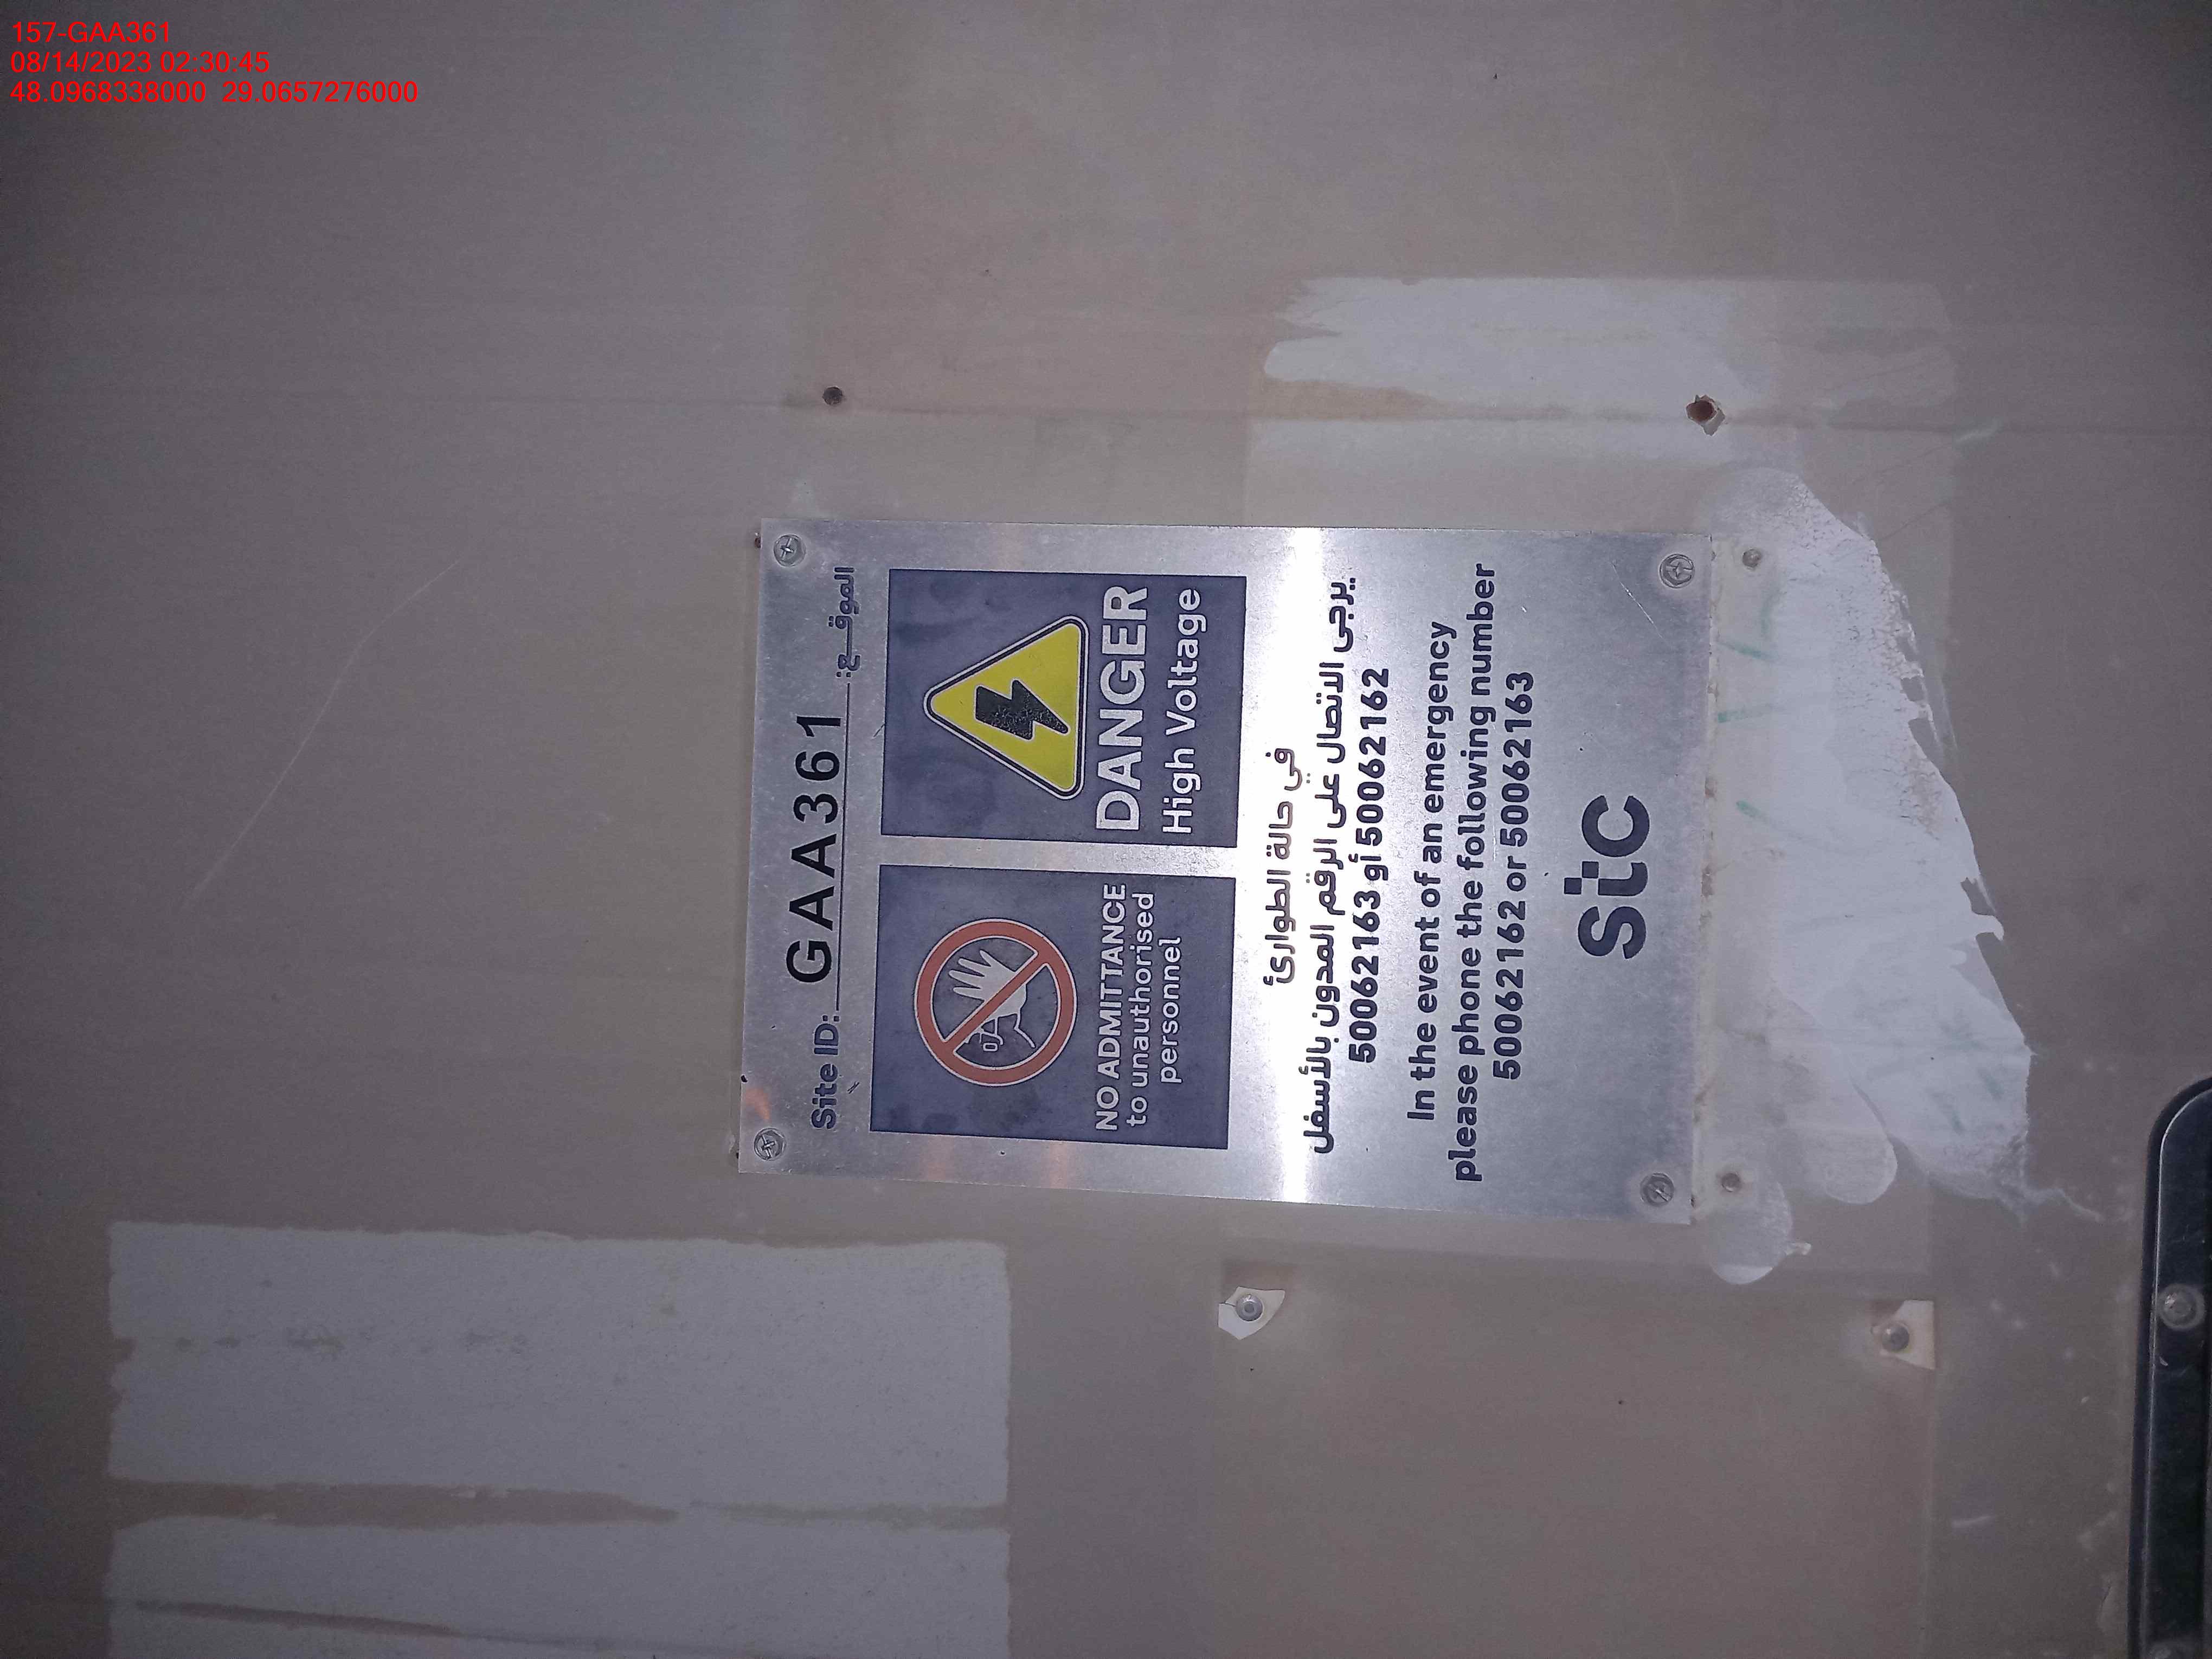 157-GAA361
08/14/2023 02:30:45
48.0968338000 29.0657276000
Site ID: GAA361 الموقـــع:
NO ADMITTANCE
to unauthorised
personnel
DANGER
High Voltage
في حالة الطوارئ
يرجى الاتصال على الرقم المدون بالأسفل
50062163 أو 50062162
In the event of an emergency
please phone the following number
50062162 or 50062163
stc